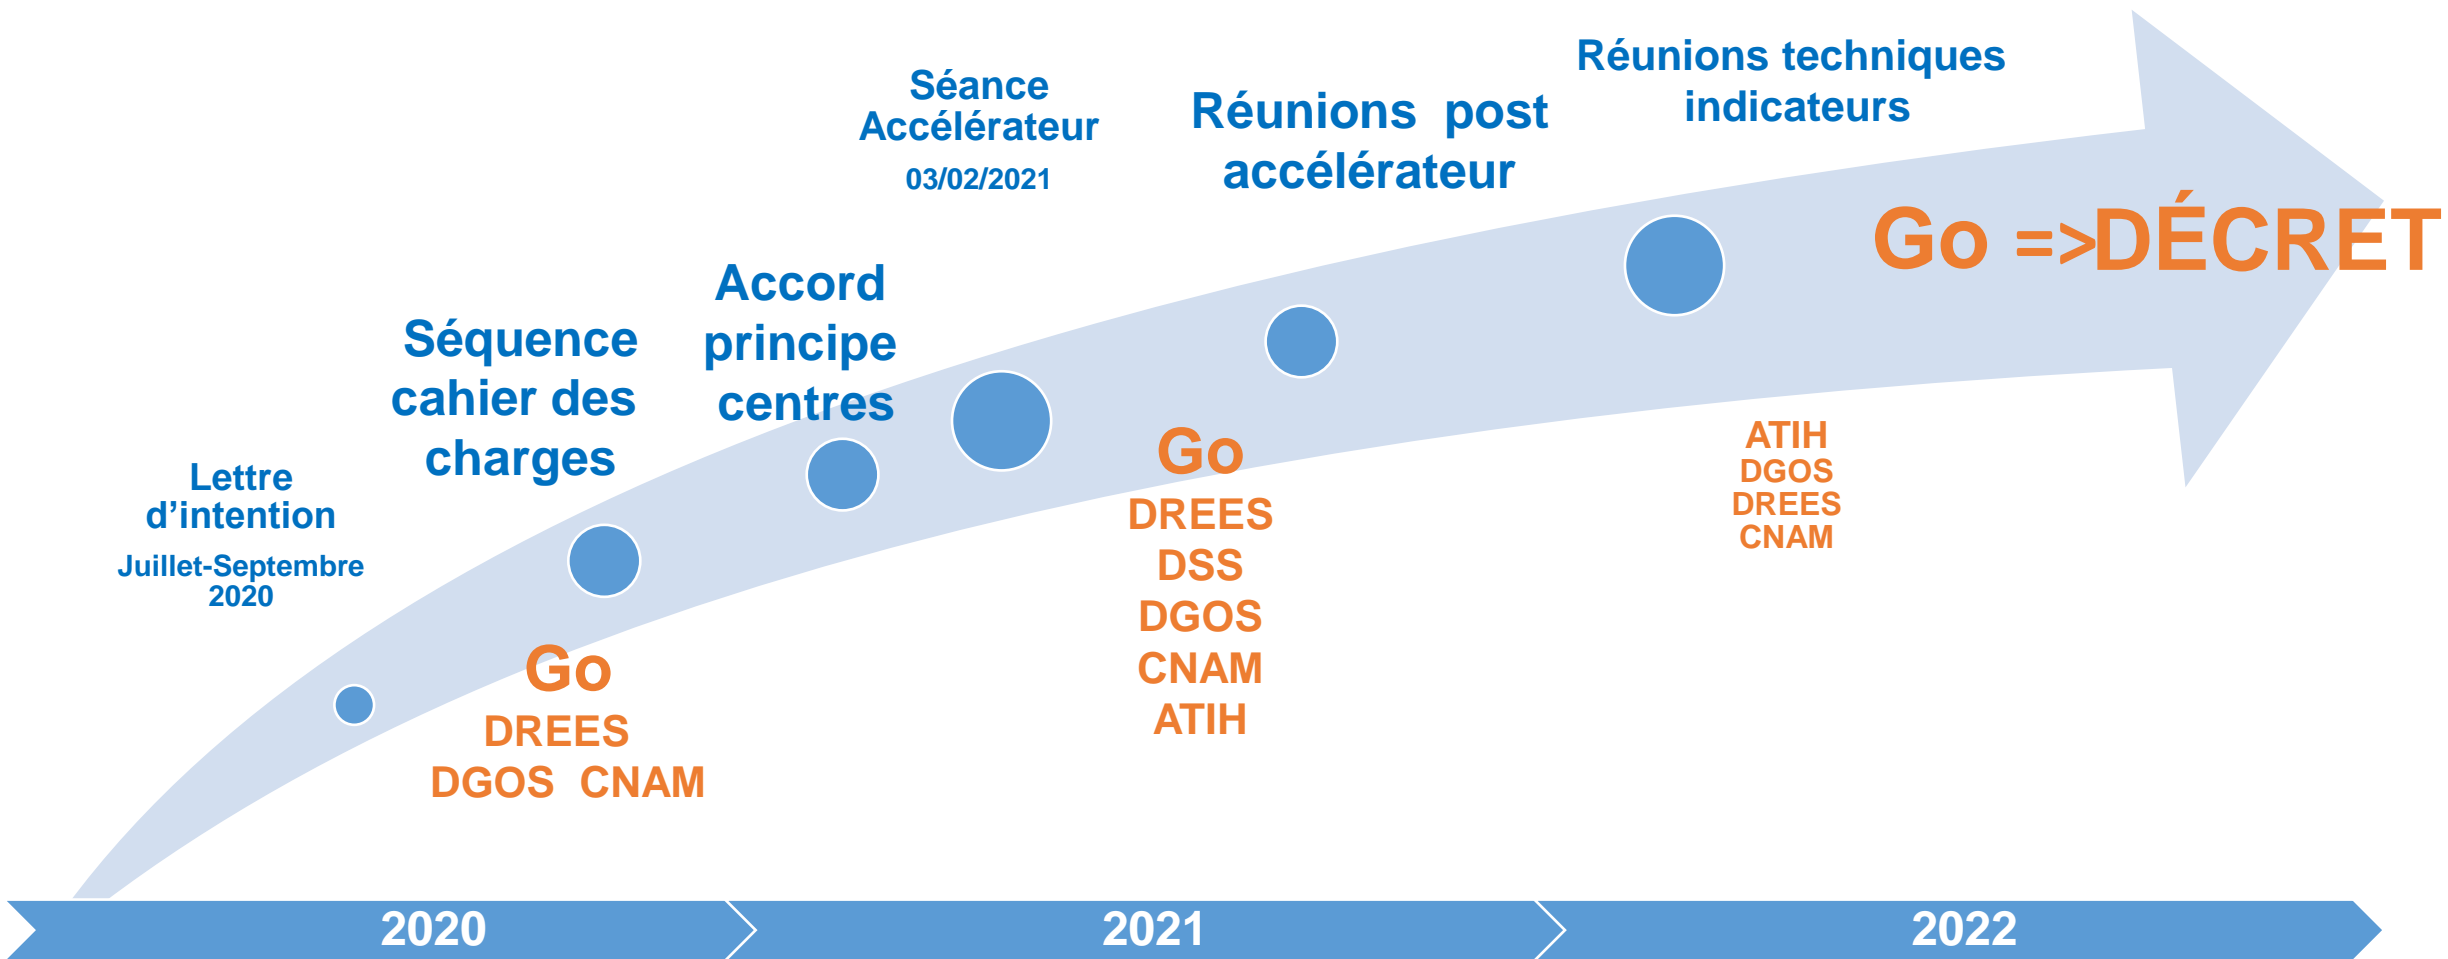 Lettre
d’intention
Juillet-Septembre
2020
Séquence
cahier des
charges
Go
DREES
DGOS CNAM
Accord
principe
centres
Séance
Accélérateur
03/02/2021
Go
DREES
DSS
DGOS
CNAM
ATIH
Réunions post
accélérateur
Réunions techniques
indicateurs
ATIH
DGOS
DREES
CNAM
Go =>DÉCRET
2020
2021
2022